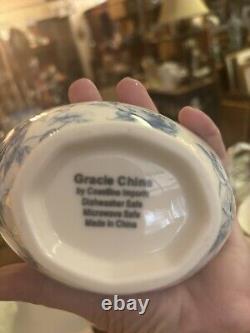 Gracie China
by Coastline Imports
Dishwasher Safe
Microwave Safe
Made in China